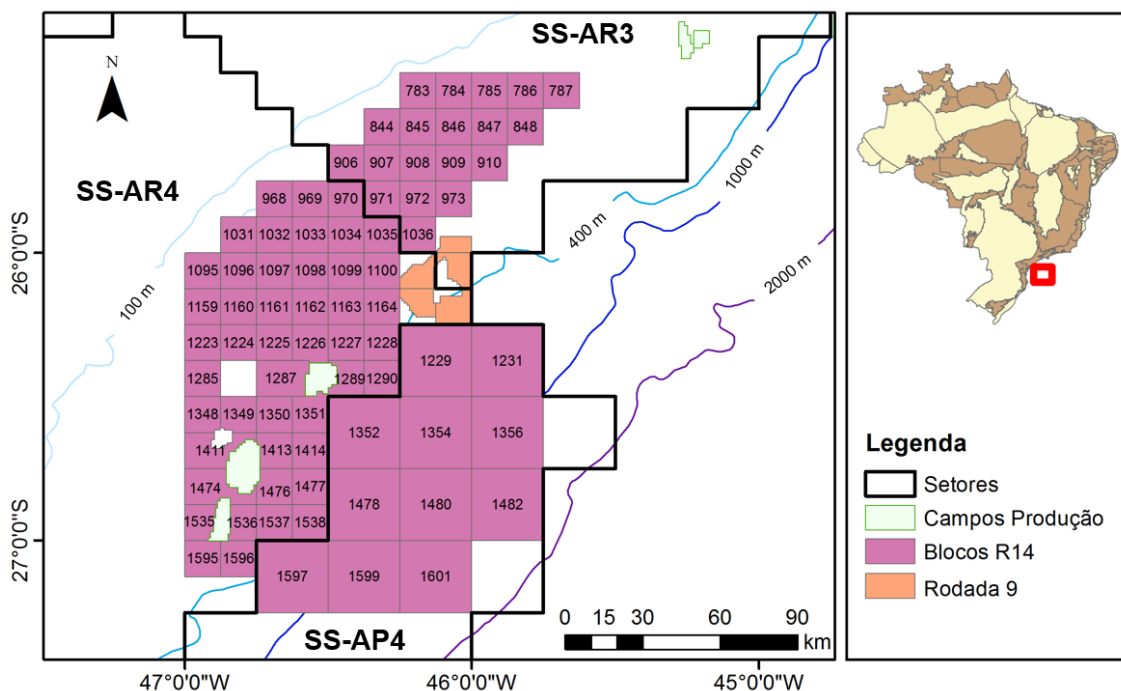 SS-AR3
N
783 784 785 786 787
844 845 846 847 848
1000 m
906 907 908 909 910
SS-AR4
968 969 970 971 972 973
1031 1032 1033 1034 1035 1036
400 m
26°0'0"S
1095 1096 1097 1098 1099 1100
2000 m
100 m
1159 1160 1161 1162 1163 1164
1223 1224 1225 1226 1227 1228
1229 1231
1285 1287 1289 1290
1348 1349 1350 1351
1352 1354 1356
1411 1413 1414
1474 1476 1477
1478 1480 1482
1535 1536 1537 1538
27°0'0"S
1595 1596
1597 1599 1601
0 15 30 60 90
km
SS-AP4
47°0'0"W 46°0'0"W 45°0'0"W
Legenda
Setores
Campos Produção
Blocos R14
Rodada 9